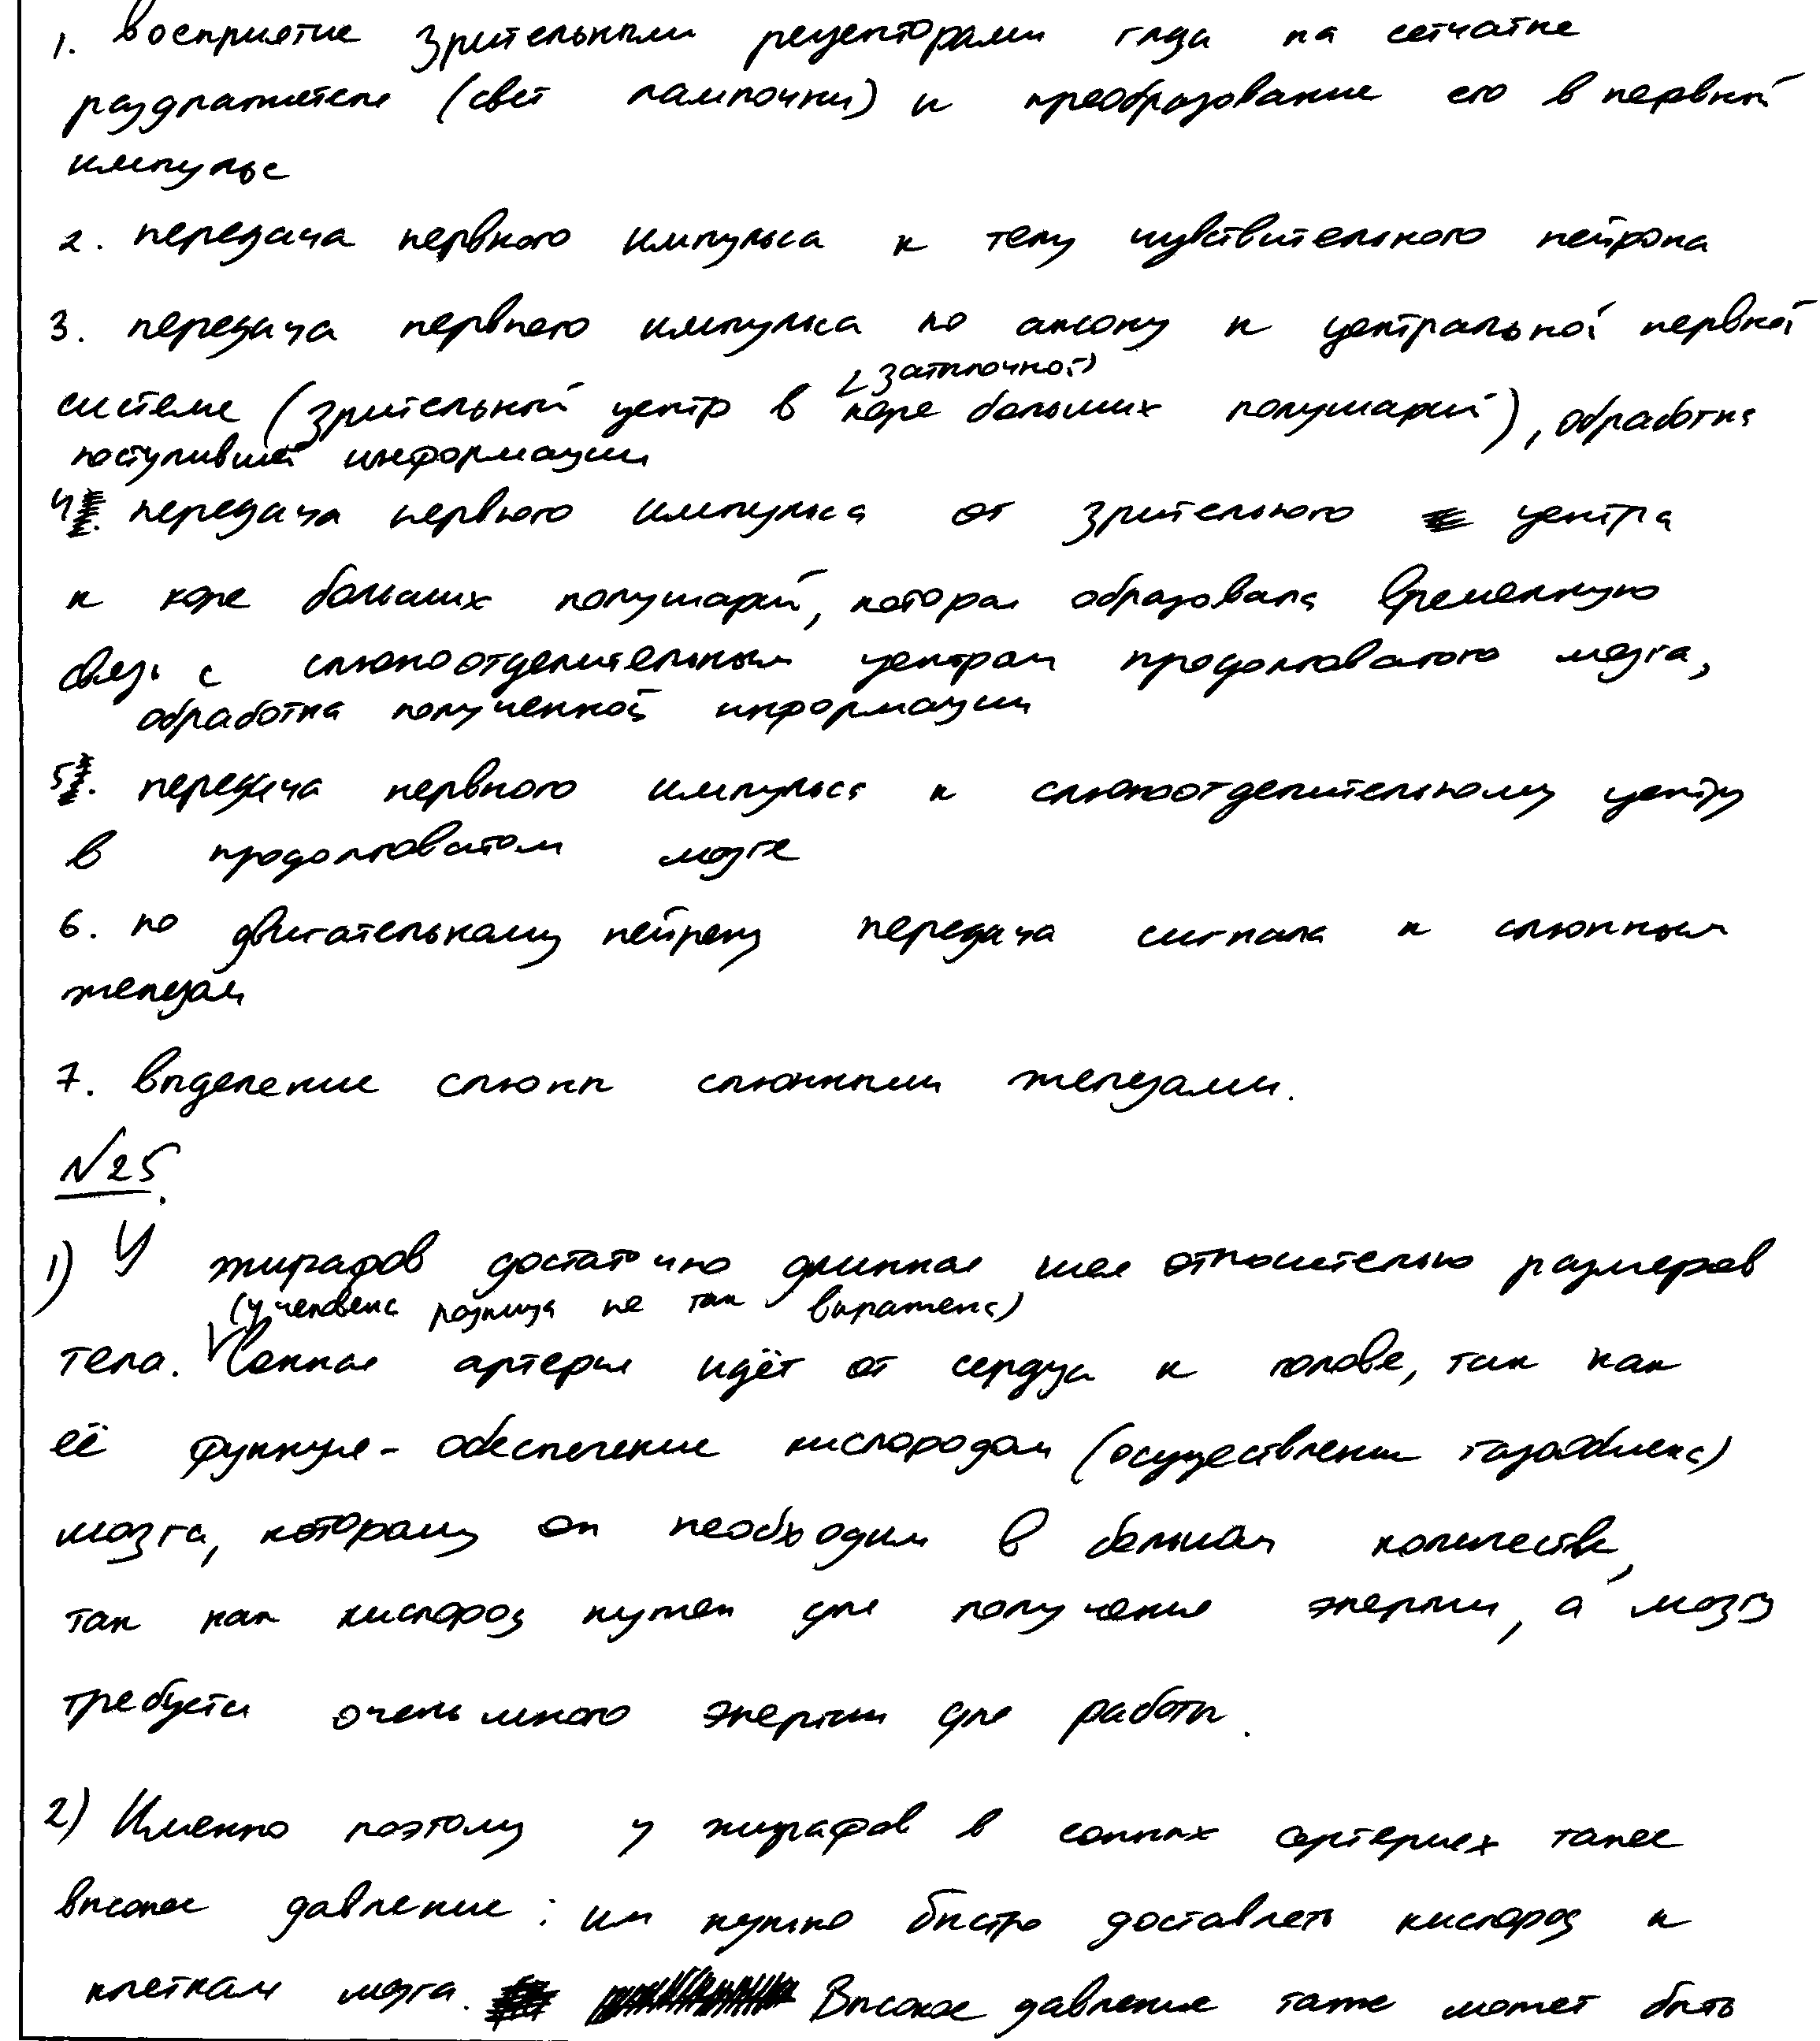 1. восприятие зрительными рецепторами глаза на сетчатке
раздражителя (свет лампочки) и преобразование его в нервный
импульс
2. передача нервного импульса к телу чувствительного нейрона
3. передача нервного импульса по аксону к центральной нервной
<затылочной)
системе (зрительный центр в коре больших полушарий), обработка
поступившей информации
4. передача нервного импульса от зрительного центра
к коре больших полушарий, которая образовала временную
связь с слюноотделительным центром продолговатого мозга,
обработка полученной информации
5. передача нервного импульса к слюноотделительному центру
в продолговатом мозге
6. по двигательному нейрону передача сигнала к слюнным
железам
7. выделение слюны слюнными железами.
№25.
1) У жирафов достаточно длинная шея относительно размеров
(у человека разница не так выражена)
тела. Сонная артерия идёт от сердца к голове, так как
её функция - обеспечение кислородом (осуществление газообмена)
мозга, которому он необходим в большом количестве,
так как кислород нужен для получения энергии, а мозгу
требуется очень много энергии для работы.
2) Именно поэтому у жирафов в сонных артериях такое
высокое давление: им нужно быстро доставлять кислород к
клеткам мозга. Высокое давление также может быть